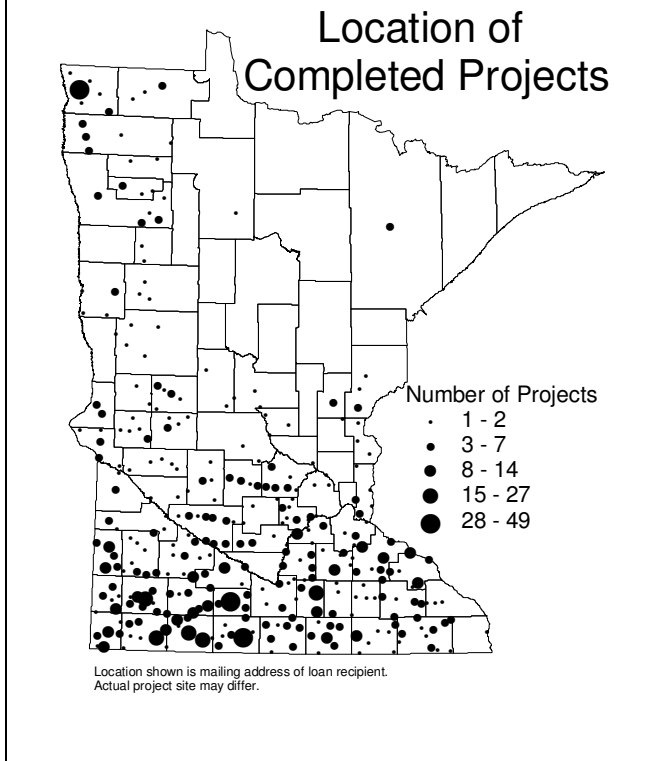 Location of
Completed Projects
Number of Projects
1 - 2
3 - 7
8 - 14
15 - 27
28 - 49
Location shown is mailing address of loan recipient.
Actual project site may differ.